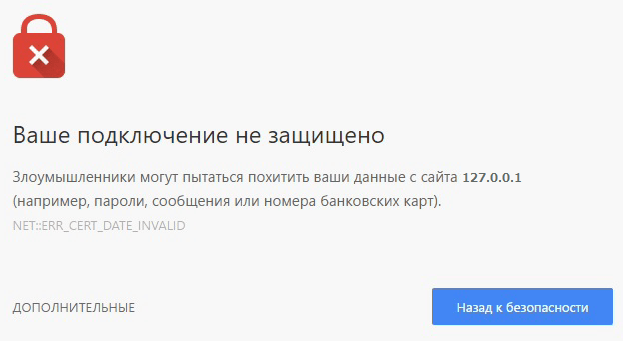 Ваше подключение не защищено
Злоумышленники могут пытаться похитить ваши данные с сайта 127.0.0.1
(например, пароли, сообщения или номера банковских карт).
NET::ERR_CERT_DATE_INVALID
ДОПОЛНИТЕЛЬНЫЕ
Назад к безопасности